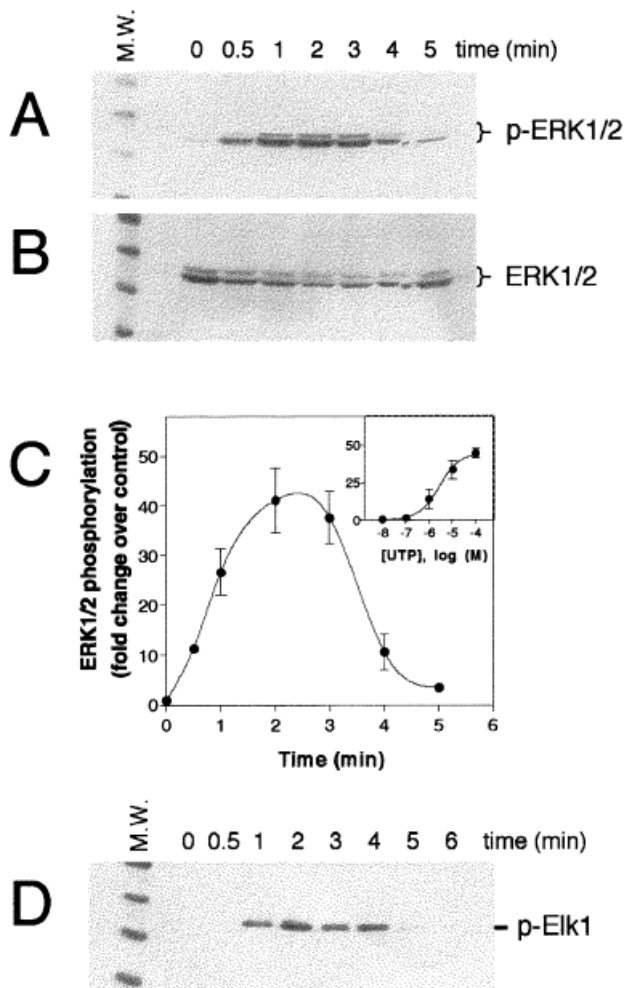 M.W. 0 0.5 1 2 3 4 5 time (min)
A
p-ERK1/2
B
ERK1/2
C
ERK1/2 phosphorylation
(fold change over control)
50
40
30
20
10
0
0 1 2 3 4 5 6
Time (min)
50
25
0
-8 -7 -6 -5 -4
[UTP], log (M)
M.W. 0 0.5 1 2 3 4 5 6 time (min)
D
p-Elk1